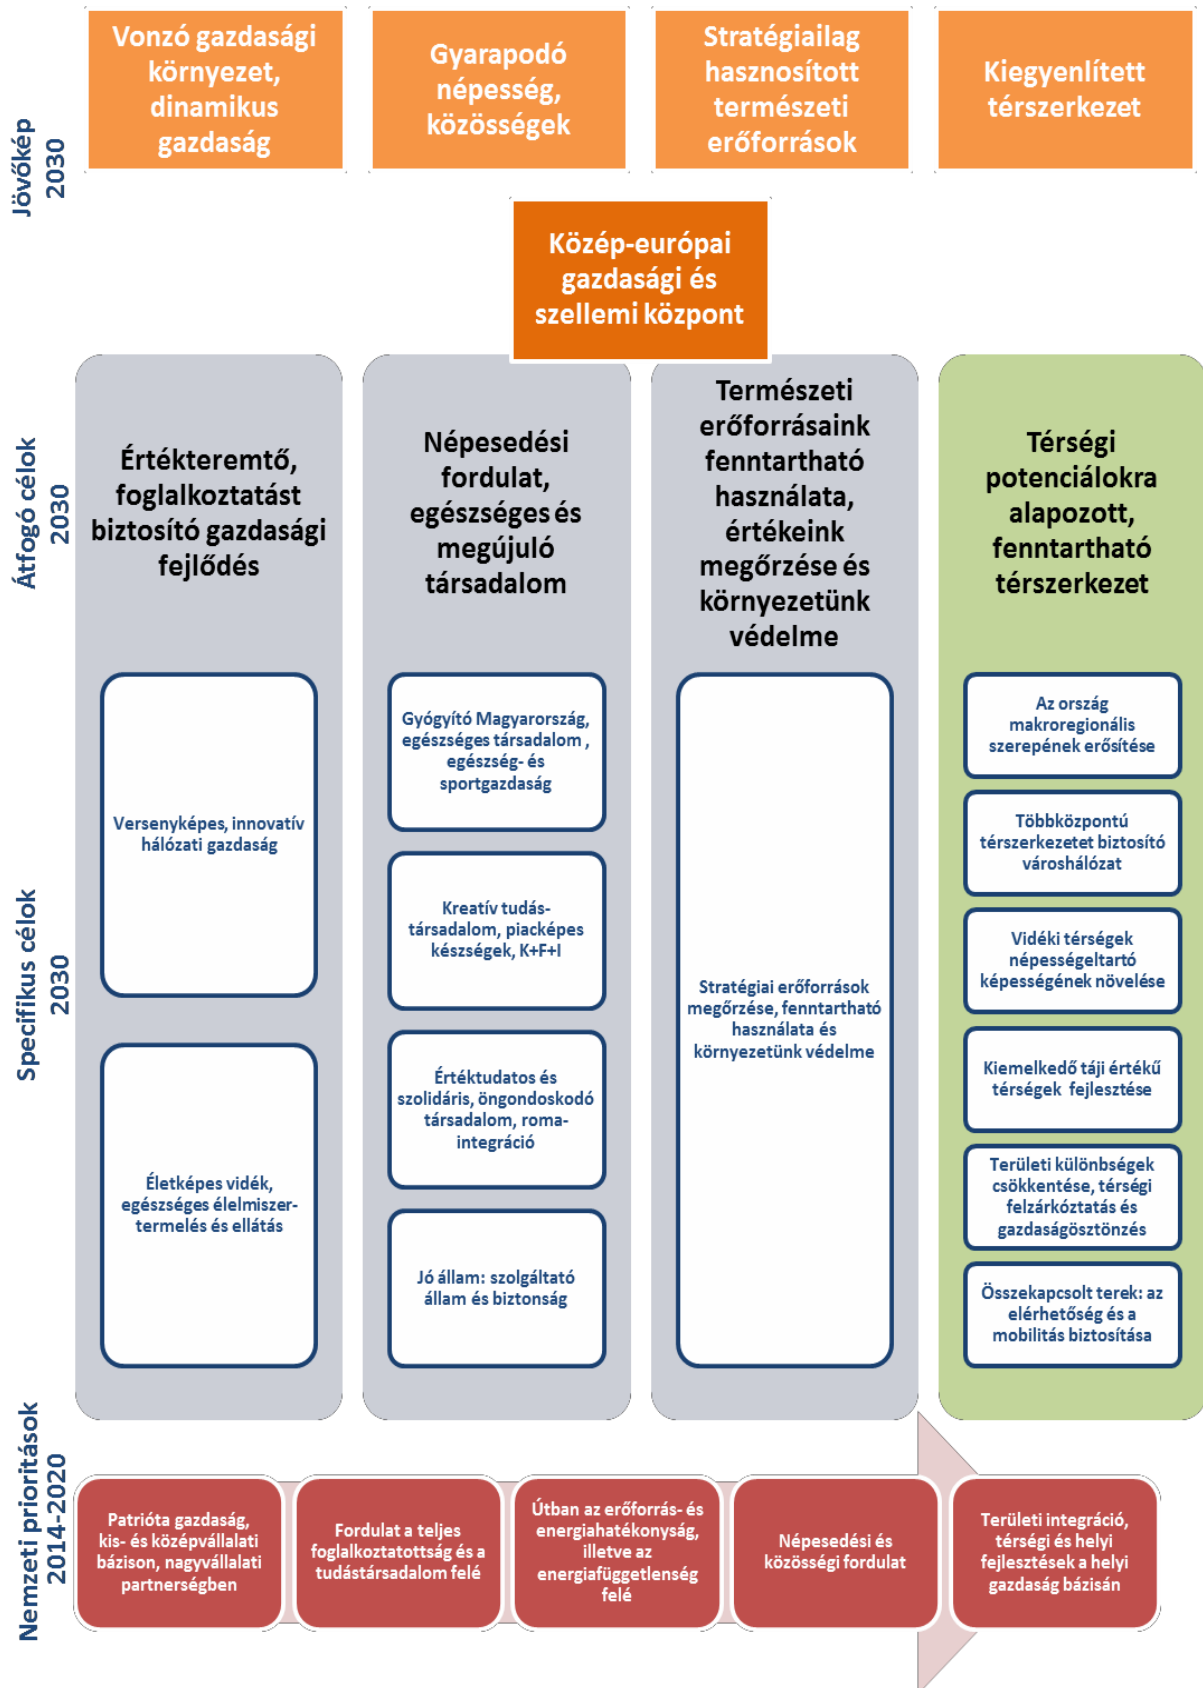 Jövőkép
2030
Vonzó gazdasági
környezet,
dinamikus
gazdaság
Gyarapodó
népesség,
közösségek
Stratégiailag
hasznosított
természeti
erőforrások
Kiegyenlített
térszerkezet
Közép-európai
gazdasági és
szellemi központ
Átfogó célok
2030
Értékteremtő,
foglalkoztatást
biztosító gazdasági
fejlődés
Népesedési
fordulat,
egészséges és
megújuló
társadalom
Természeti
erőforrásaink
fenntartható
használata,
értékeink
megőrzése és
környezetünk
védelme
Térségi
potenciálokra
alapozott,
fenntartható
térszerkezet
Specifikus célok
2030
Versenyképes, innovatív
hálózati gazdaság
Életképes vidék,
egészséges élelmiszer-
termelés és ellátás
Gyógyító Magyarország,
egészséges társadalom ,
egészség- és
sportgazdaság
Kreatív tudás-
társadalom, piacképes
készségek, K+F+I
Értéktudatos és
szolidáris, öngondoskodó
társadalom, roma-
integráció
Jó állam: szolgáltató
állam és biztonság
Stratégiai erőforrások
megőrzése, fenntartható
használata és
környezetünk védelme
Az ország
makroregionális
szerepének erősítése
Többközpontú
térszerkezetet biztosító
városhálózat
Vidéki térségek
népességeltartó
képességének növelése
Kiemelkedő táji értékű
térségek fejlesztése
Területi különbségek
csökkentése, térségi
felzárkóztatás és
gazdaságösztönzés
Összekapcsolt terek: az
elérhetőség és a
mobilitás biztosítása
Nemzeti prioritások
2014-2020
Patrióta gazdaság,
kis- és középvállalati
bázison, nagyvállalati
partnerségben
Fordulat a teljes
foglalkoztatottság és a
tudástársadalom felé
Útban az erőforrás- és
energiahatékonyság,
illetve az
energiafüggetlenség
felé
Népesedési és
közösségi fordulat
Területi integráció,
térségi és helyi
fejlesztések a helyi
gazdaság bázisán